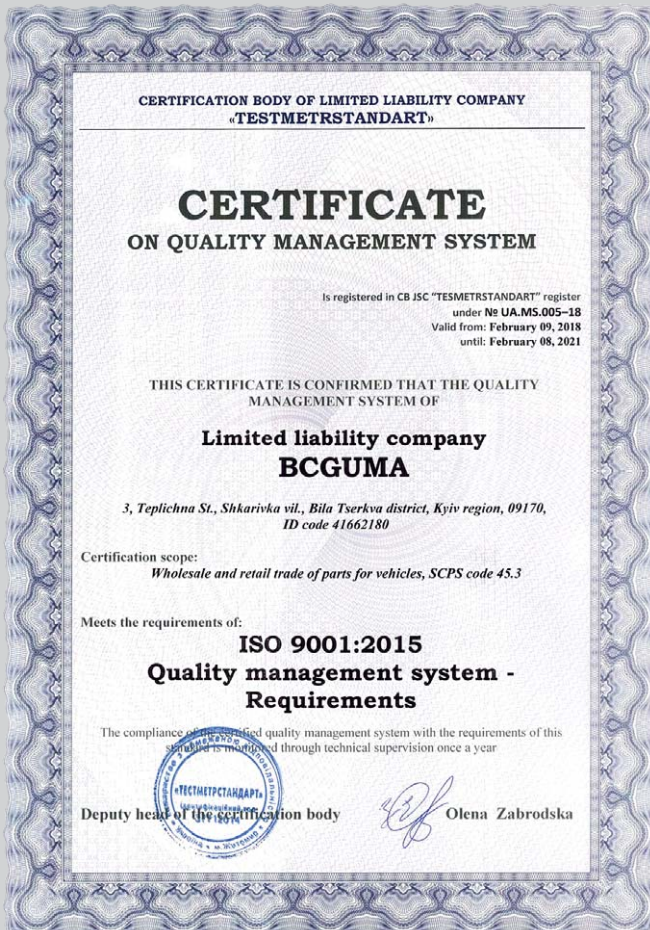 CERTIFICATION BODY OF LIMITED LIABILITY COMPANY
«TESTMETRSTANDART»
CERTIFICATE
ON QUALITY MANAGEMENT SYSTEM
Is registered in CB JSC "TESMETRSTANDART" register
under № UA.MS.005–18
Valid from: February 09, 2018
until: February 08, 2021
THIS CERTIFICATE IS CONFIRMED THAT THE QUALITY
MANAGEMENT SYSTEM OF
Limited liability company
BCGUMA
3, Teplichna St., Shkarivka vil., Bila Tserkva district, Kyiv region, 09170,
ID code 41662180
Certification scope:
Wholesale and retail trade of parts for vehicles, SCPS code 45.3
Meets the requirements of:
ISO 9001:2015
Quality management system -
Requirements
The compliance of the certified quality management system with the requirements of this
standard is monitored through technical supervision once a year
«ТЕСТМЕТРСТАНДАРТ»
Україна * м. Житомир *
Deputy head of the certification body
Olena Zabrodska